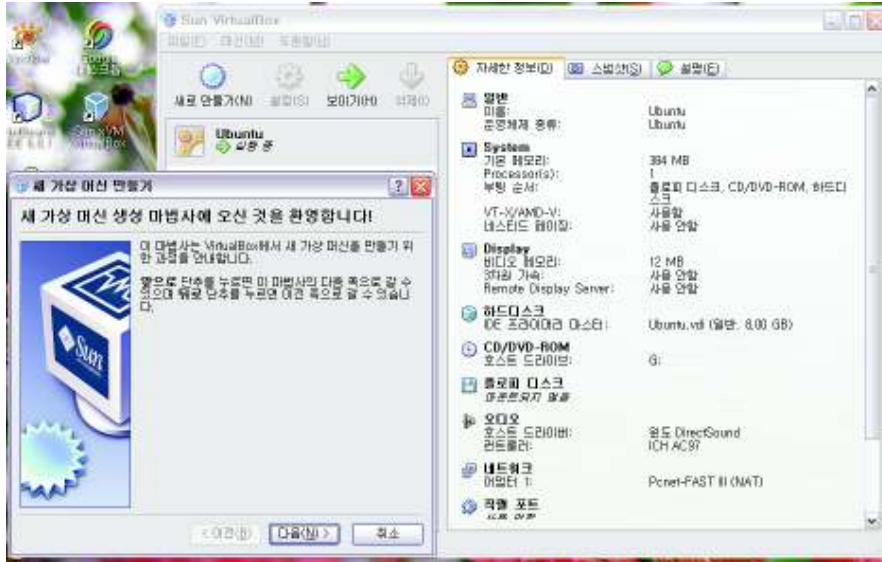 Sun VirtualBox
파일(F) 머신(M) 도움말(H)
새로 만들기(N) 설정(S) 보이기(H) 삭제(I)
Ubuntu
실행 중
Sun xVM
VirtualBox
새 가상 머신 만들기
새 가상 머신 생성 마법사에 오신 것을 환영합니다!
이 마법사는 VirtualBox에서 새 가상 머신을 만들기 위
한 과정을 안내합니다.
앞으로 단추를 누르면 이 마법사의 다음 쪽으로 갈 수
있으며 뒤로 단추를 누르면 이전 쪽으로 갈 수 있습니
다.
Sun
< 이전(B) 다음(N) > 취소
자세한 정보(D) 스냅샷(S) 설명(E)
일반
이름: Ubuntu
운영체제 종류: Ubuntu
System
기본 메모리: 384 MB
Processor(s): 1
부팅 순서: 플로피 디스크, CD/DVD-ROM, 하드디
스크
VT-X/AMD-V: 사용함
네스티드 페이징: 사용 안함
Display
비디오 메모리: 12 MB
3차원 가속: 사용 안함
Remote Display Server: 사용 안함
하드디스크
IDE 프라이머리 마스터: Ubuntu.vdi (일반, 8.00 GB)
CD/DVD-ROM
호스트 드라이브: G:
플로피 디스크
마운트되지 않음
오디오
호스트 드라이버: 윈도 DirectSound
컨트롤러: ICH AC97
네트워크
어댑터 1: Pcnet-FAST III (NAT)
직렬 포트
사용 안함